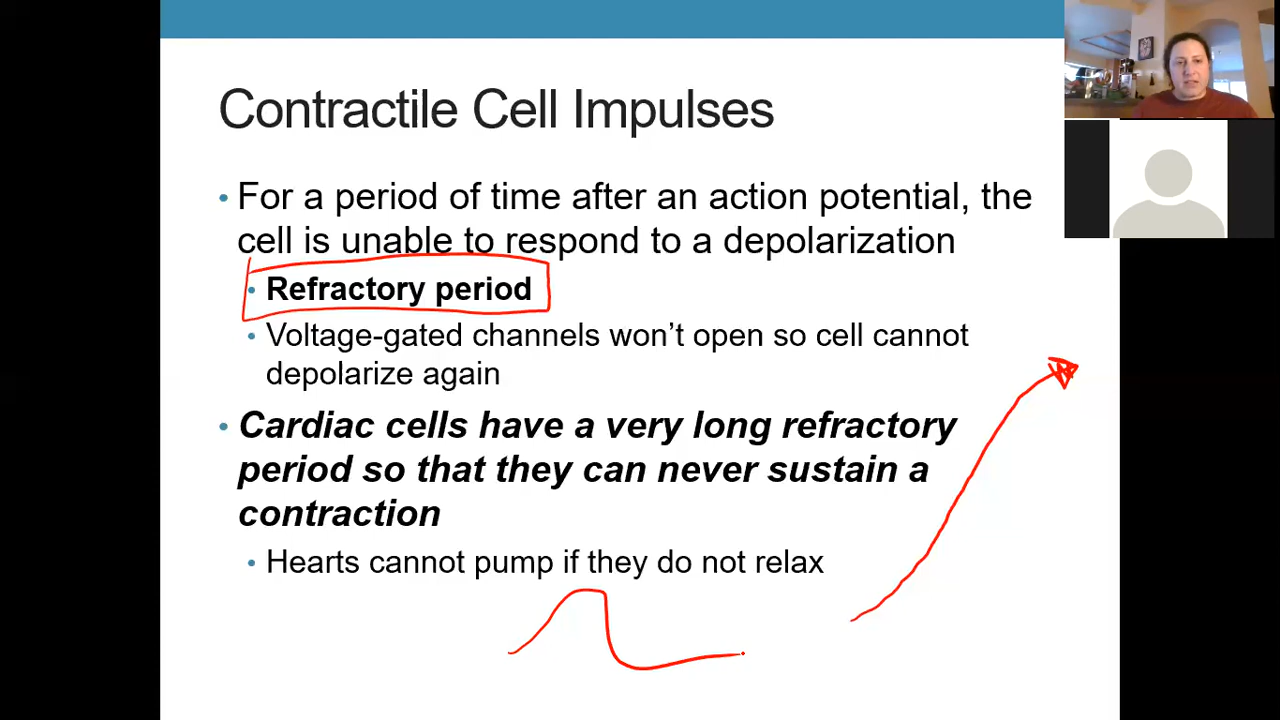 Contractile Cell Impulses
• For a period of time after an action potential, the
cell is unable to respond to a depolarization
• Refractory period
• Voltage-gated channels won’t open so cell cannot
depolarize again
• Cardiac cells have a very long refractory
period so that they can never sustain a
contraction
• Hearts cannot pump if they do not relax